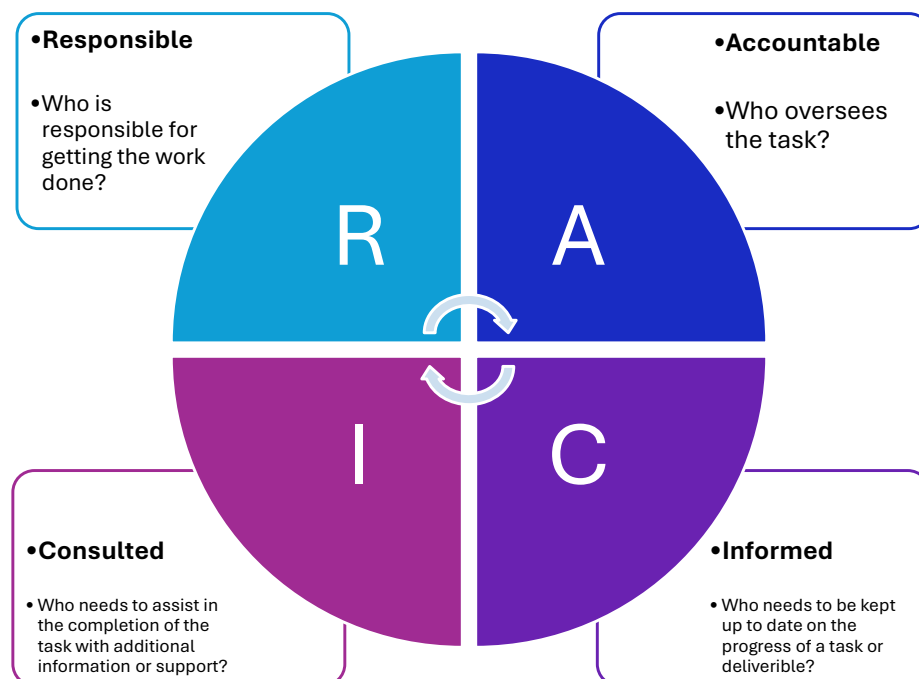 •Responsible
•Who is
responsible for
getting the work
done?
•Accountable
•Who oversees
the task?
R
A
I
C
•Consulted
• Who needs to assist in
the completion of the
task with additional
information or support?
•Informed
• Who needs to be kept
up to date on the
progress of a task or
deliverible?